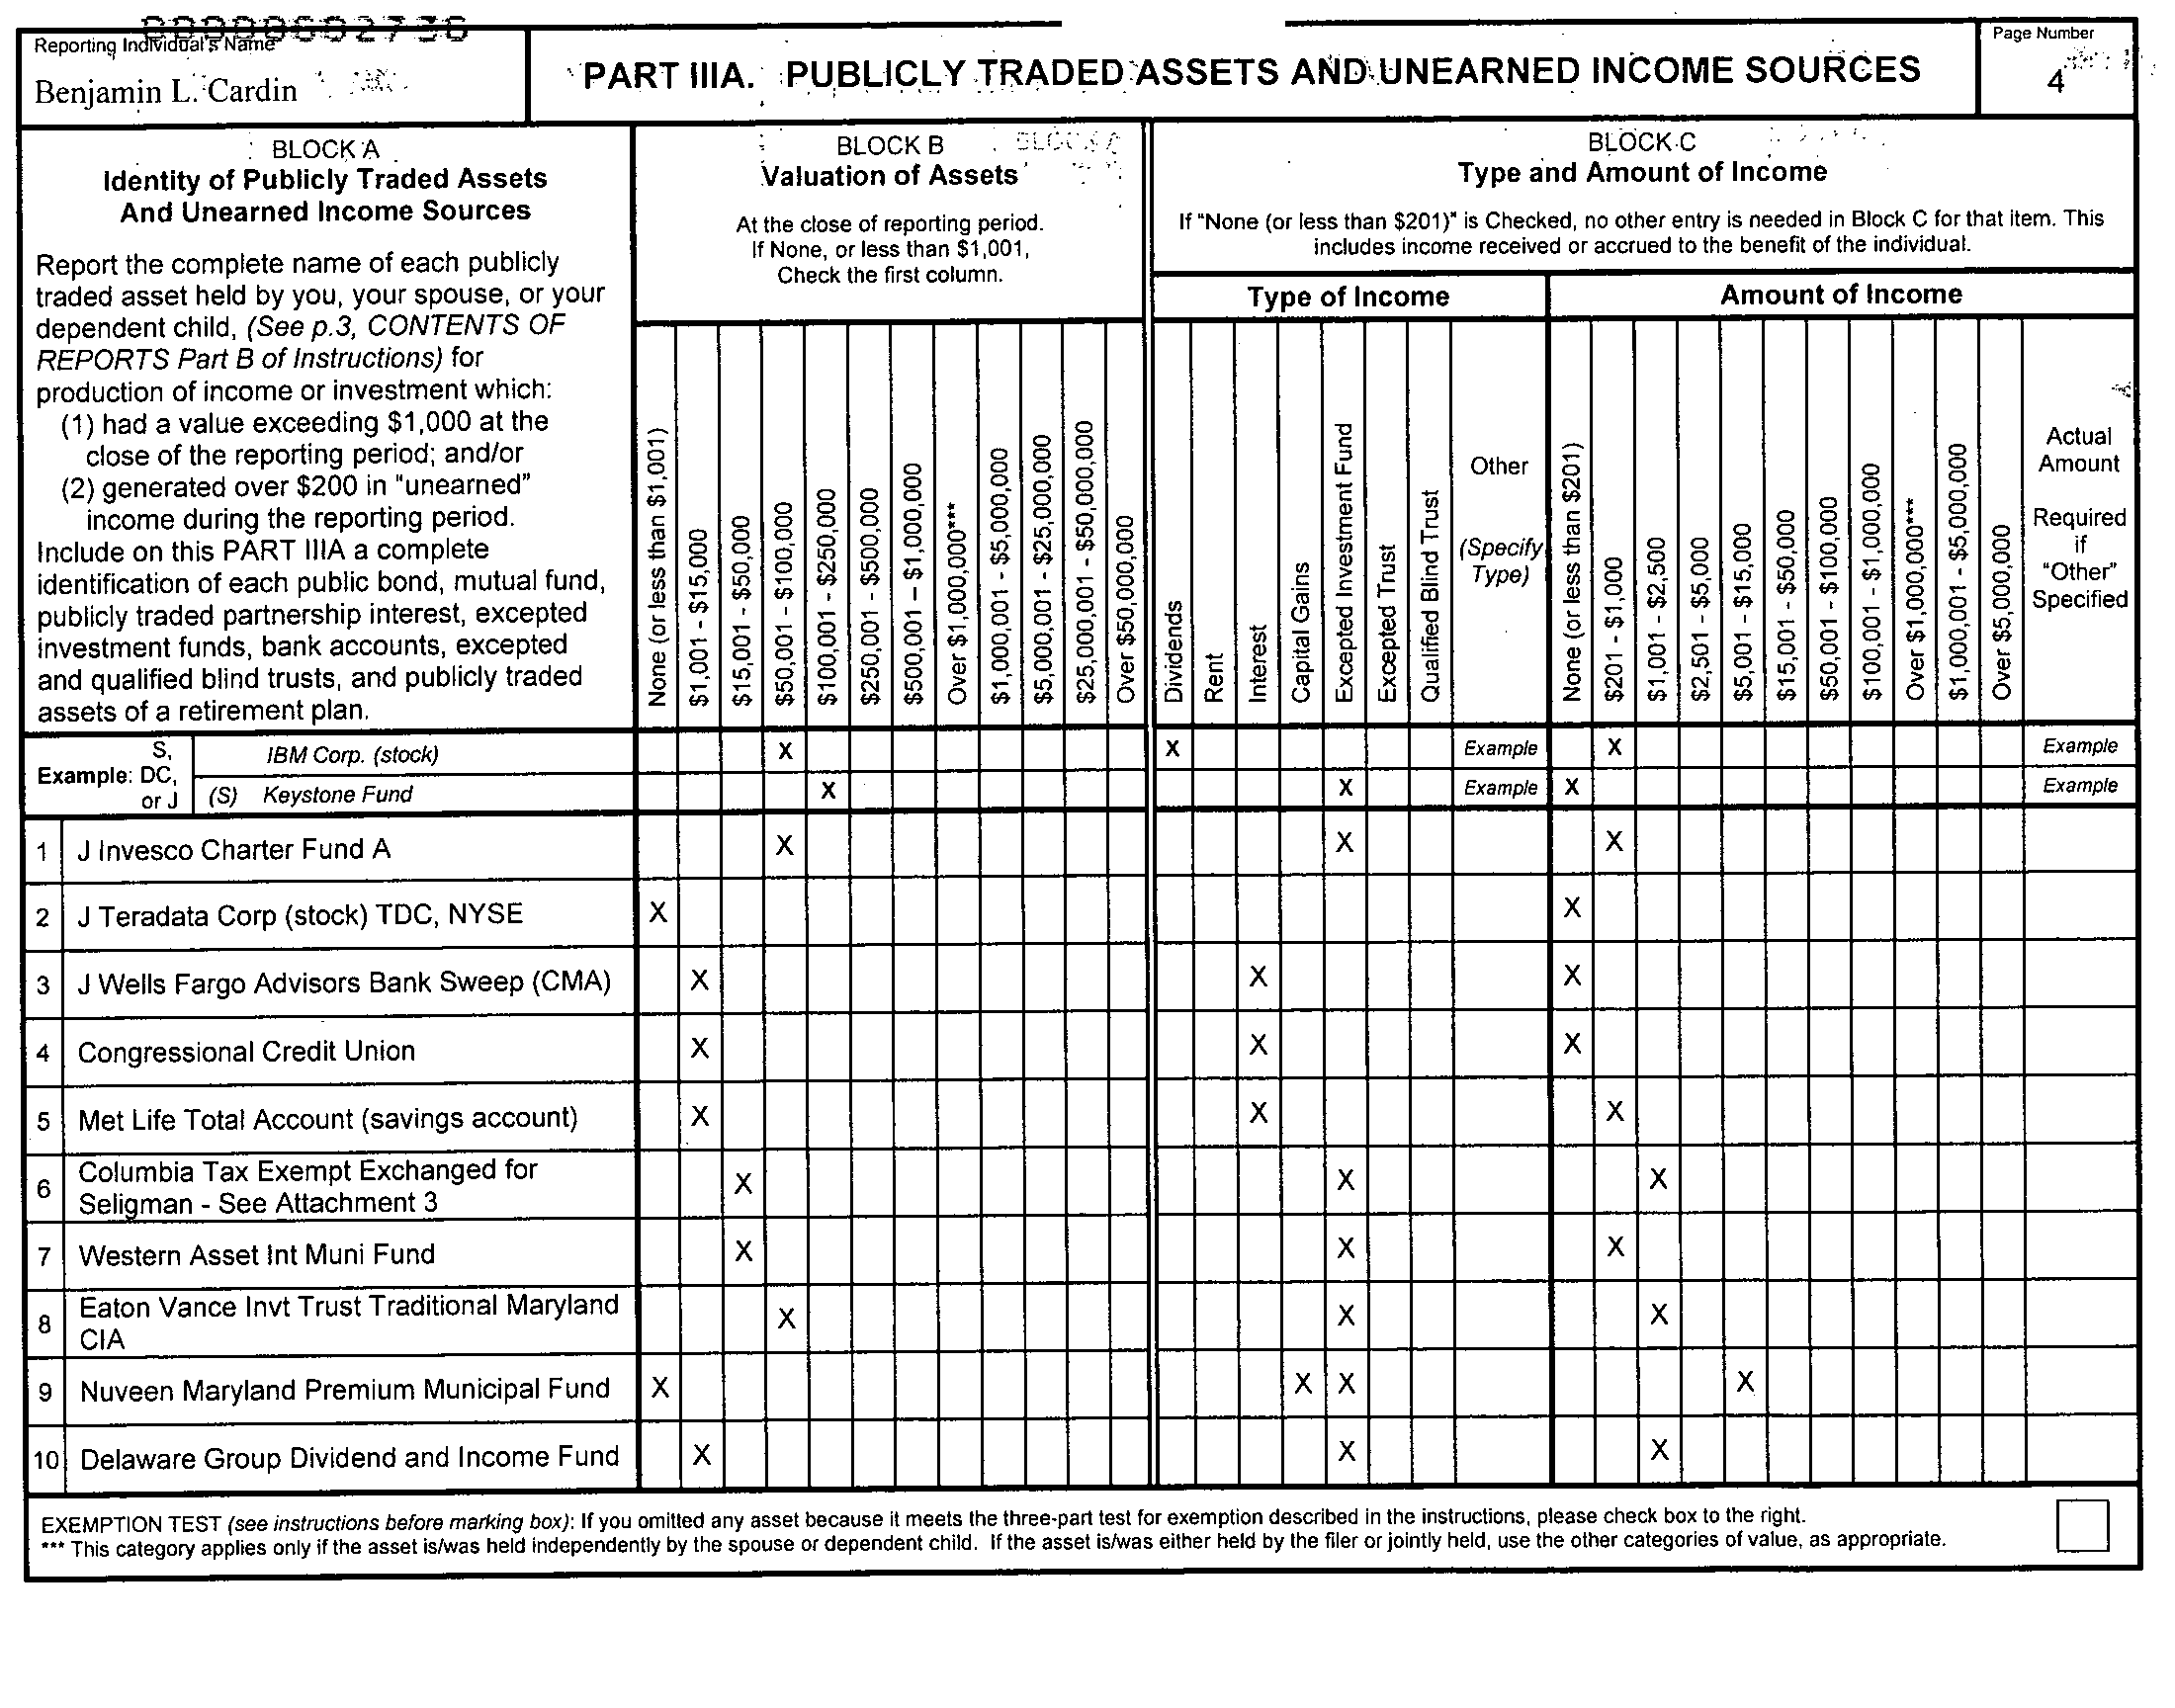 Reporting Individual's Name
Benjamin L. Cardin
PART IIIA. PUBLICLY TRADED ASSETS AND UNEARNED INCOME SOURCES
Page Number
4
BLOCK A
Identity of Publicly Traded Assets
And Unearned Income Sources
Report the complete name of each publicly
traded asset held by you, your spouse, or your
dependent child, (See p.3, CONTENTS OF
REPORTS Part B of Instructions) for
production of income or investment which:
(1) had a value exceeding $1,000 at the
close of the reporting period; and/or
(2) generated over $200 in "unearned"
income during the reporting period.
Include on this PART IIIA a complete
identification of each public bond, mutual fund,
publicly traded partnership interest, excepted
investment funds, bank accounts, excepted
and qualified blind trusts, and publicly traded
assets of a retirement plan.
BLOCK B
Valuation of Assets
At the close of reporting period.
If None, or less than $1,001,
Check the first column.
None (or less than $1,001)
$1,001 - $15,000
$15,001 - $50,000
$50,001 - $100,000
$100,001 - $250,000
$250,001 - $500,000
$500,001 – $1,000,000
Over $1,000,000***
$1,000,001 - $5,000,000
$5,000,001 - $25,000,000
$25,000,001 - $50,000,000
Over $50,000,000
BLOCK C
Type and Amount of Income
If "None (or less than $201)" is Checked, no other entry is needed in Block C for that item. This
includes income received or accrued to the benefit of the individual.
Type of Income
Amount of Income
Dividends
Rent
Interest
Capital Gains
Excepted Investment Fund
Excepted Trust
Qualified Blind Trust
Other
(Specify
Type)
None (or less than $201)
$201 - $1,000
$1,001 - $2,500
$2,501 - $5,000
$5,001 - $15,000
$15,001 - $50,000
$50,001 - $100,000
$100,001 - $1,000,000
Over $1,000,000***
$1,000,001 - $5,000,000
Over $5,000,000
Actual
Amount
Required
if
"Other"
Specified
Example: S, DC, or J
IBM Corp. (stock) X X Example X Example
(S) Keystone Fund X X Example X Example
1 J Invesco Charter Fund A X X X
2 J Teradata Corp (stock) TDC, NYSE X X
3 J Wells Fargo Advisors Bank Sweep (CMA) X X X
4 Congressional Credit Union X X X
5 Met Life Total Account (savings account) X X X
6 Columbia Tax Exempt Exchanged for
Seligman - See Attachment 3 X X X
7 Western Asset Int Muni Fund X X X
8 Eaton Vance Invt Trust Traditional Maryland
CIA X X X
9 Nuveen Maryland Premium Municipal Fund X X X X
10 Delaware Group Dividend and Income Fund X X X
EXEMPTION TEST (see instructions before marking box): If you omitted any asset because it meets the three-part test for exemption described in the instructions, please check box to the right.
*** This category applies only if the asset is/was held independently by the spouse or dependent child. If the asset is/was either held by the filer or jointly held, use the other categories of value, as appropriate.